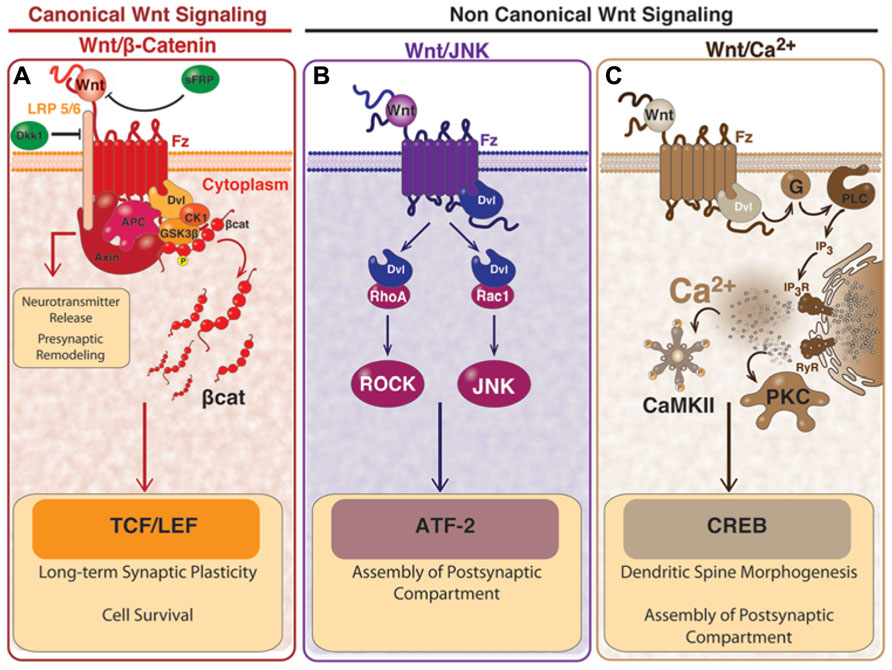 Canonical Wnt Signaling
Non Canonical Wnt Signaling
Wnt/β-Catenin
Wnt/JNK
Wnt/Ca²⁺
A
Wnt
sFRP
LRP 5/6
Dkk1
Fz
Cytoplasm
Dvl
APC
CK1
GSK3β
βcat
Axin
P
Neurotransmitter
Release
Presynaptic
Remodeling
βcat
TCF/LEF
Long-term Synaptic Plasticity
Cell Survival
B
Wnt
Fz
Dvl
Dvl
Dvl
RhoA
Rac1
ROCK
JNK
ATF-2
Assembly of Postsynaptic
Compartment
C
Wnt
Fz
Dvl
G
PLC
IP₃
IP₃R
Ca²⁺
RyR
CaMKII
PKC
CREB
Dendritic Spine Morphogenesis
Assembly of Postsynaptic
Compartment